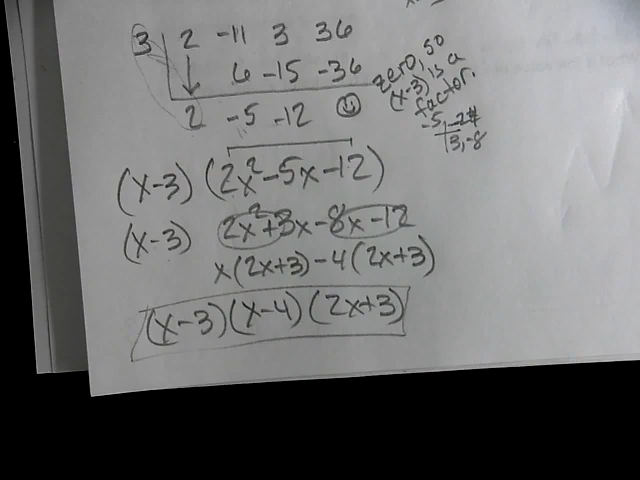 3 2 -11 3 36
6 -15 -36
2 -5 -12
zero, so
(x-3) is a
factor.
-5, -24
3, -8
(x-3) (2x²-5x-12)
(x-3) 2x²+3x-8x-12
x(2x+3)-4(2x+3)
(x-3)(x-4)(2x+3)